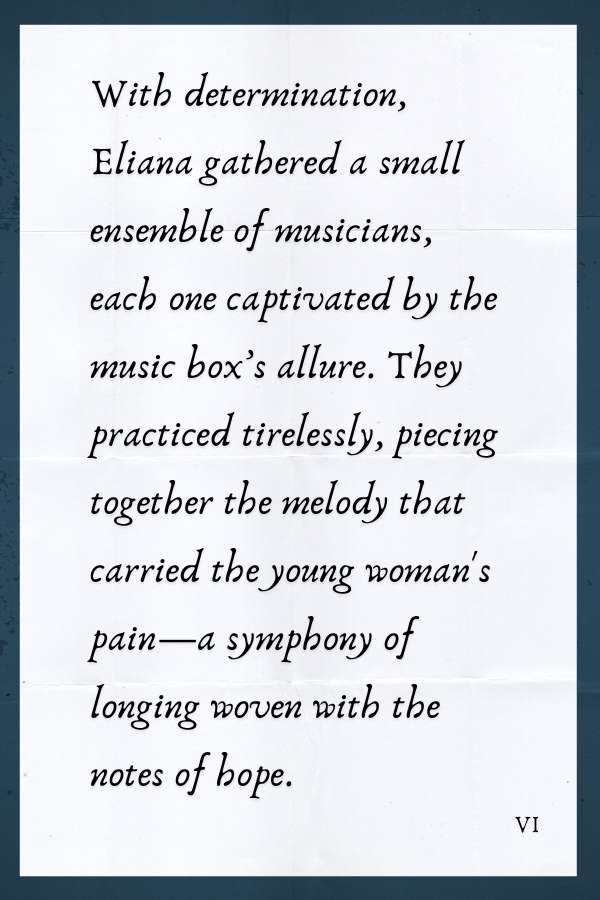 With determination,
Eliana gathered a small
ensemble of musicians,
each one captivated by the
music box’s allure. They
practiced tirelessly, piecing
together the melody that
carried the young woman's
pain—a symphony of
longing woven with the
notes of hope.
VI